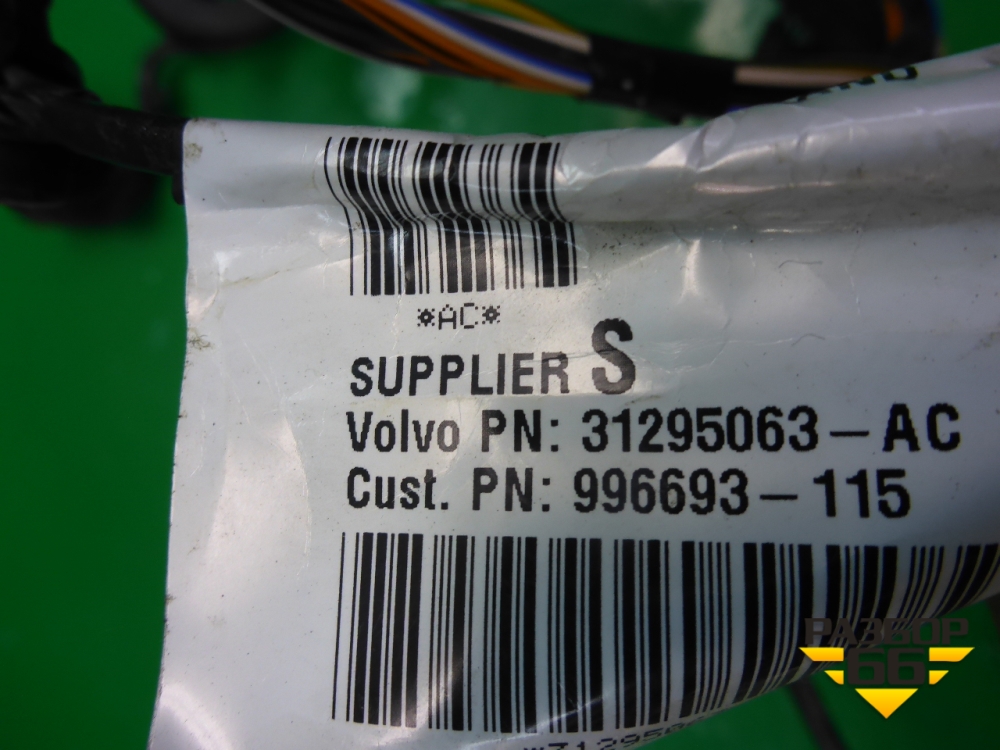 *AC*
SUPPLIER S
Volvo PN: 31295063-AC
Cust. PN: 996693-115
РАЗБОР
66